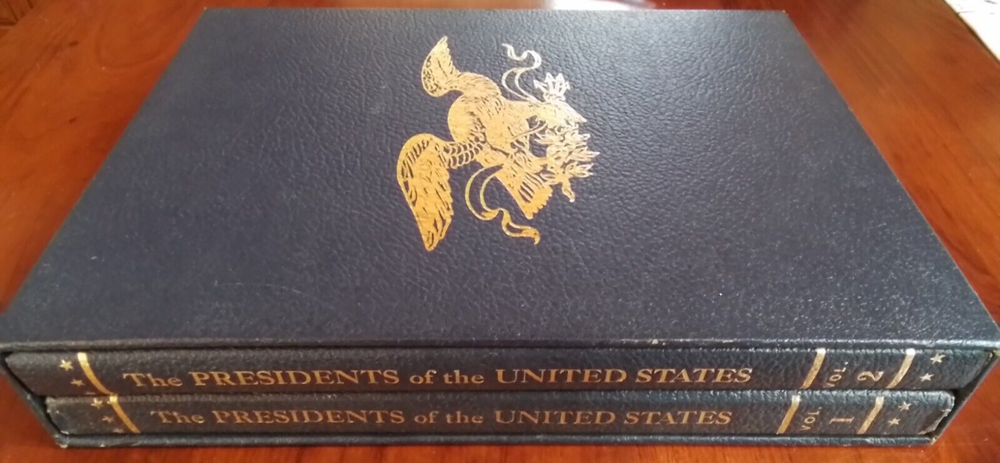 The PRESIDENTS of the UNITED STATES VOL 2
The PRESIDENTS of the UNITED STATES VOL 1